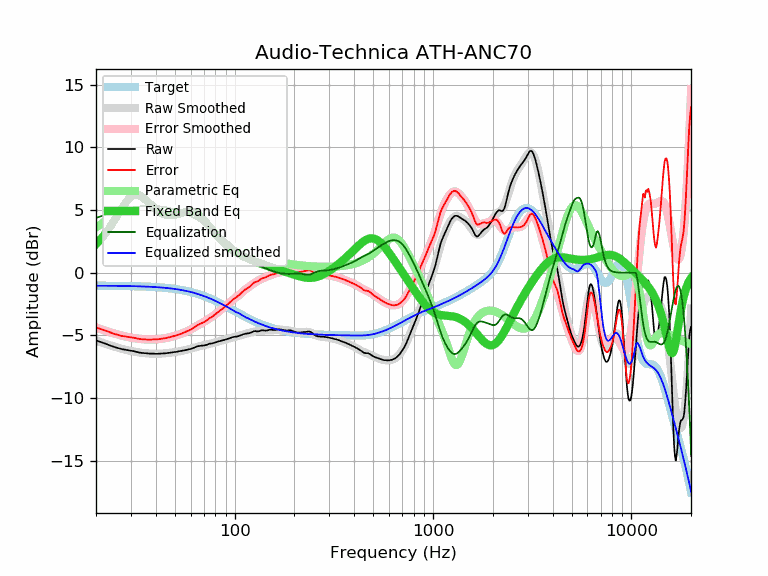 Audio-Technica ATH-ANC70
Target
Raw Smoothed
Error Smoothed
Raw
Error
Parametric Eq
Fixed Band Eq
Equalization
Equalized smoothed
15
10
5
0
−5
−10
−15
Amplitude (dBr)
100
1000
10000
Frequency (Hz)